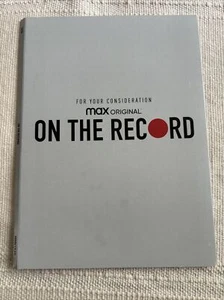 FOR YOUR CONSIDERATION
max ORIGINAL
ON THE RECORD